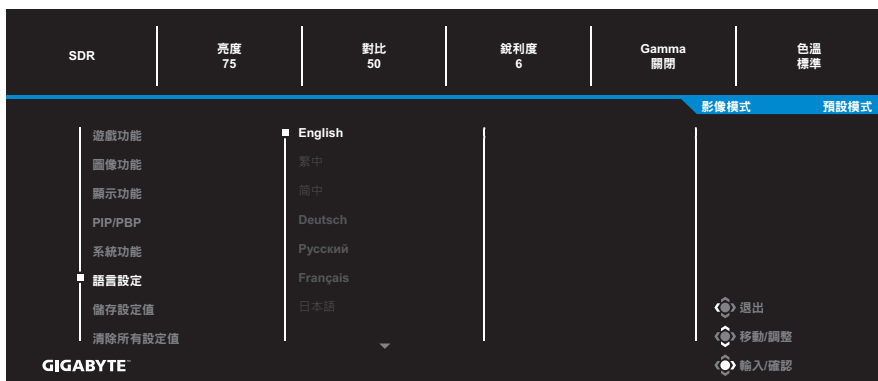 SDR
亮度
75
對比
50
銳利度
6
Gamma
關閉
色溫
標準
影像模式 預設模式
遊戲功能
圖像功能
顯示功能
PIP/PBP
系統功能
語言設定
儲存設定值
清除所有設定值
English
繁中
简中
Deutsch
Русский
Français
日本語
退出
移動/調整
輸入/確認
GIGABYTE™